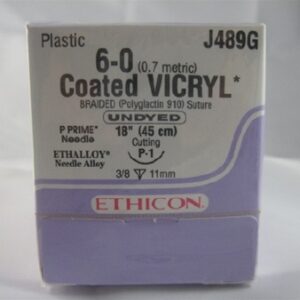 Plastic J489G
6-0 (0.7 metric)
Coated VICRYL*
BRAIDED (Polyglactin 910) Suture
UNDYED
P PRIME* 18" (45 cm)
Needle Cutting
ETHALLOY* P-1
Needle Alloy
3/8 11mm
ETHICON